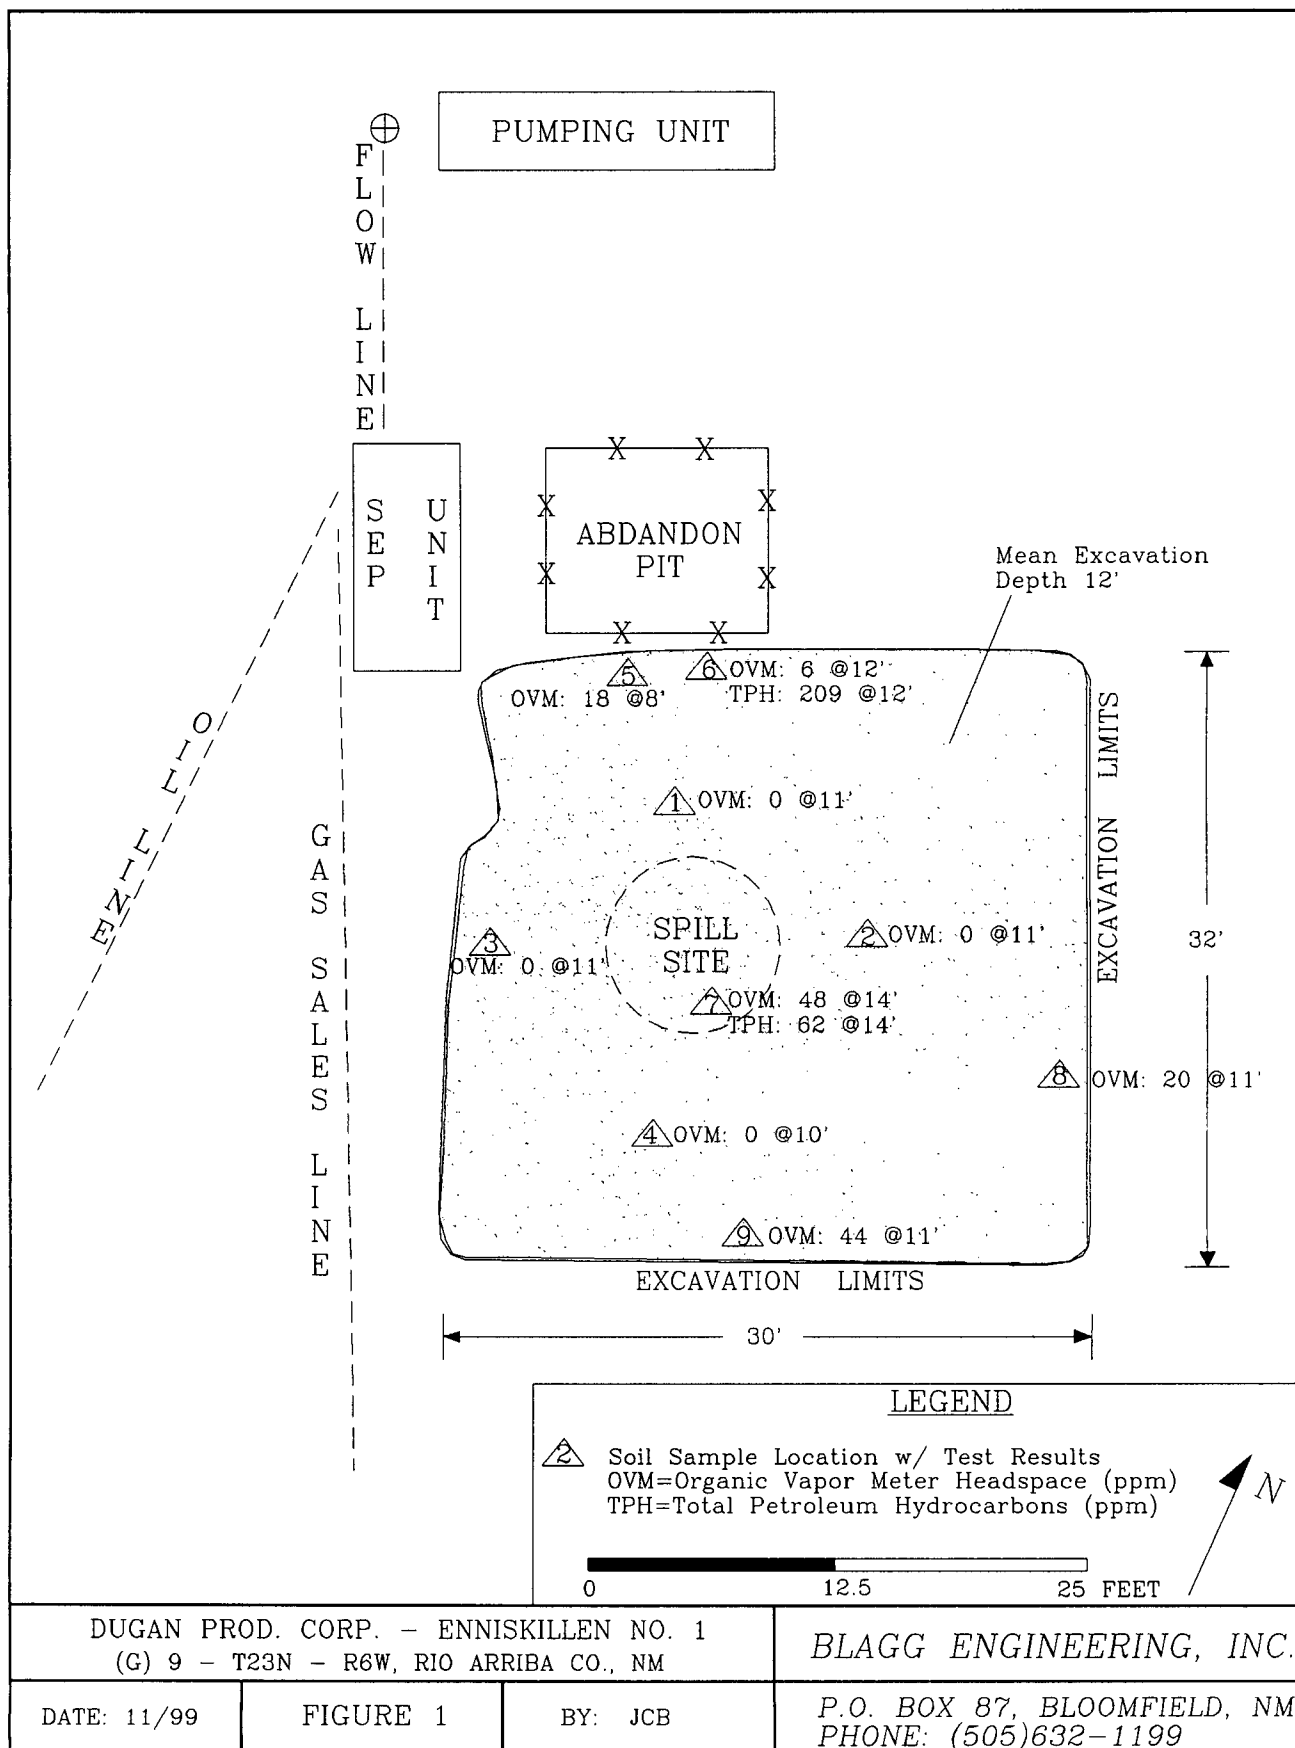 PUMPING UNIT
FLOW LINE
SEP UNIT
ABDANDON
PIT
Mean Excavation
Depth 12'
5
OVM: 18 @8'
6 OVM: 6 @12'
TPH: 209 @12'
OIL LINE
GAS SALES LINE
1 OVM: 0 @11'
EXCAVATION LIMITS
SPILL
SITE
2 OVM: 0 @11'
32'
3
OVM: 0 @11'
7 OVM: 48 @14'
TPH: 62 @14'
8 OVM: 20 @11'
4 OVM: 0 @10'
9 OVM: 44 @11'
EXCAVATION LIMITS
30'
LEGEND
2 Soil Sample Location w/ Test Results
OVM=Organic Vapor Meter Headspace (ppm)
TPH=Total Petroleum Hydrocarbons (ppm)
N
0 12.5 25 FEET
DUGAN PROD. CORP. - ENNISKILLEN NO. 1
(G) 9 - T23N - R6W, RIO ARRIBA CO., NM
BLAGG ENGINEERING, INC.
DATE: 11/99
FIGURE 1
BY: JCB
P.O. BOX 87, BLOOMFIELD, NM
PHONE: (505)632-1199